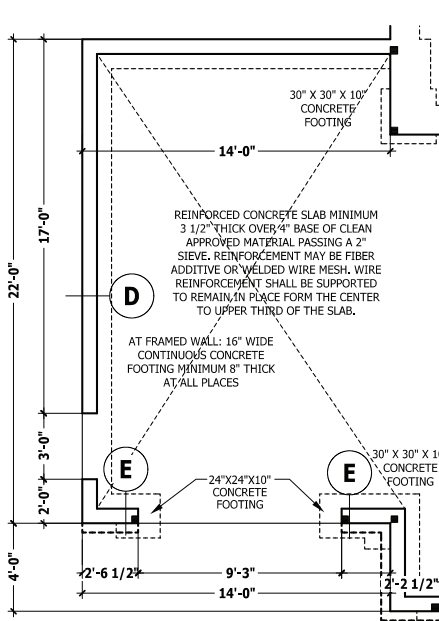 30" X 30" X 10"
CONCRETE
FOOTING
14'-0"
REINFORCED CONCRETE SLAB MINIMUM
3 1/2" THICK OVER 4" BASE OF CLEAN
APPROVED MATERIAL PASSING A 2"
SIEVE. REINFORCEMENT MAY BE FIBER
ADDITIVE OR WELDED WIRE MESH. WIRE
REINFORCEMENT SHALL BE SUPPORTED
TO REMAIN IN PLACE FORM THE CENTER
TO UPPER THIRD OF THE SLAB.
17'-0"
22'-0"
D
AT FRAMED WALL: 16" WIDE
CONTINUOUS CONCRETE
FOOTING MINIMUM 8" THICK
AT ALL PLACES
3'-0"
E
E
30" X 30" X 10
CONCRETE
FOOTING
24"X24"X10"
CONCRETE
FOOTING
2'-0"
4'-0"
2'-6 1/2"
9'-3"
2'-2 1/2"
14'-0"